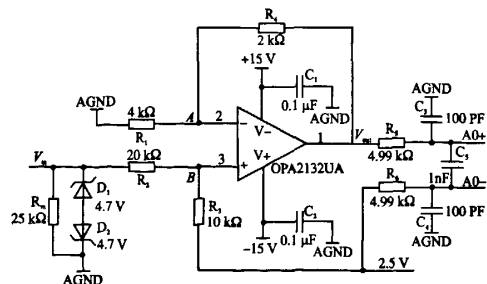 R₄
2 kΩ
+15 V
C₁
0.1 μF
AGND
AGND
4 kΩ
R₁
A
2
V−
−
1
Vout
R₅
4.99 kΩ
AGND
C₃
100 PF
A0+
Vin
20 kΩ
R₂
B
3
+
V+
OPA2132UA
C₅
1nF
R₆
4.99 kΩ
A0−
Rin
25 kΩ
D₁
4.7 V
D₂
4.7 V
AGND
R₃
10 kΩ
C₂
0.1 μF
AGND
−15 V
2.5 V
100 PF
C₄
AGND